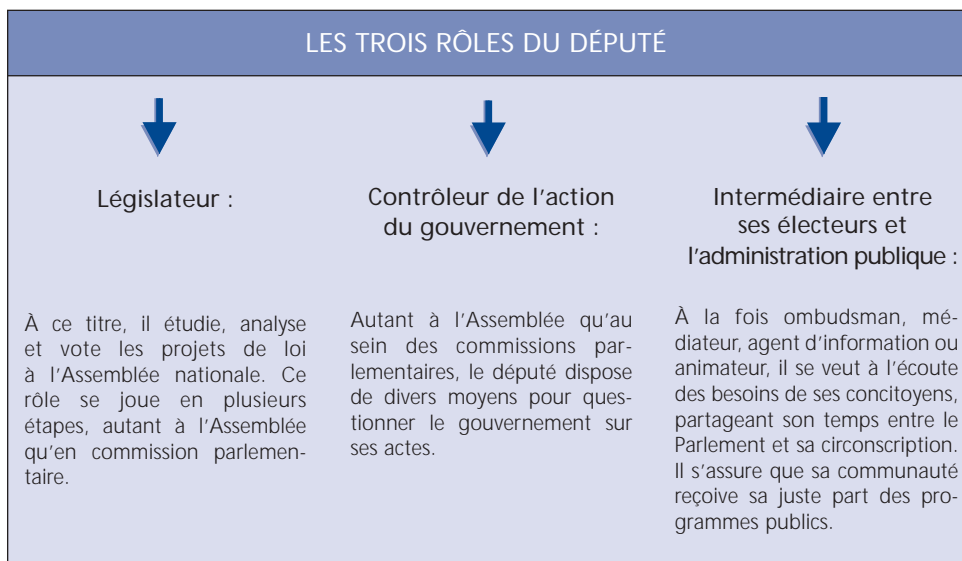 LES TROIS RÔLES DU DÉPUTÉ
Législateur :
À ce titre, il étudie, analyse
et vote les projets de loi
à l'Assemblée nationale. Ce
rôle se joue en plusieurs
étapes, autant à l'Assemblée
qu'en commission parlemen-
taire.
Contrôleur de l'action
du gouvernement :
Autant à l'Assemblée qu'au
sein des commissions par-
lementaires, le député dispose
de divers moyens pour ques-
tionner le gouvernement sur
ses actes.
Intermédiaire entre
ses électeurs et
l'administration publique :
À la fois ombudsman, mé-
diateur, agent d'information ou
animateur, il se veut à l'écoute
des besoins de ses concitoyens,
partageant son temps entre le
Parlement et sa circonscription.
Il s'assure que sa communauté
reçoive sa juste part des pro-
grammes publics.